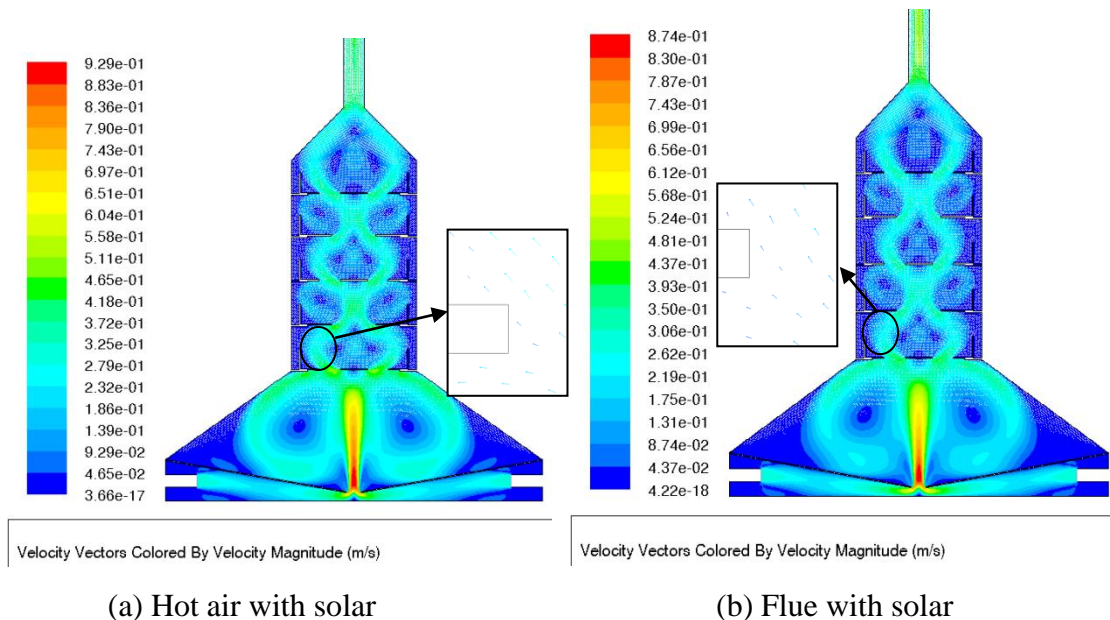 9.29e-01
8.83e-01
8.36e-01
7.90e-01
7.43e-01
6.97e-01
6.51e-01
6.04e-01
5.58e-01
5.11e-01
4.65e-01
4.18e-01
3.72e-01
3.25e-01
2.79e-01
2.32e-01
1.86e-01
1.39e-01
9.29e-02
4.65e-02
3.66e-17
Velocity Vectors Colored By Velocity Magnitude (m/s)
(a) Hot air with solar
8.74e-01
8.30e-01
7.87e-01
7.43e-01
6.99e-01
6.56e-01
6.12e-01
5.68e-01
5.24e-01
4.81e-01
4.37e-01
3.93e-01
3.50e-01
3.06e-01
2.62e-01
2.19e-01
1.75e-01
1.31e-01
8.74e-02
4.37e-02
4.22e-18
Velocity Vectors Colored By Velocity Magnitude (m/s)
(b) Flue with solar